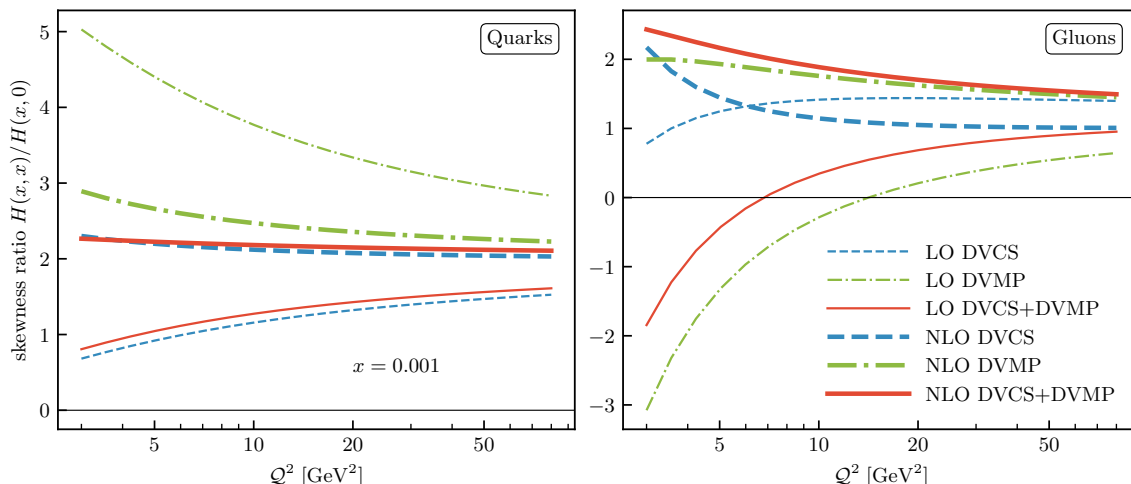 skewness ratio H(x, x)/H(x, 0)
Quarks
5
4
3
2
1
0
x = 0.001
5 10 20 50
Q² [GeV²]
Gluons
2
1
0
−1
−2
−3
LO DVCS
LO DVMP
LO DVCS+DVMP
NLO DVCS
NLO DVMP
NLO DVCS+DVMP
5 10 20 50
Q² [GeV²]